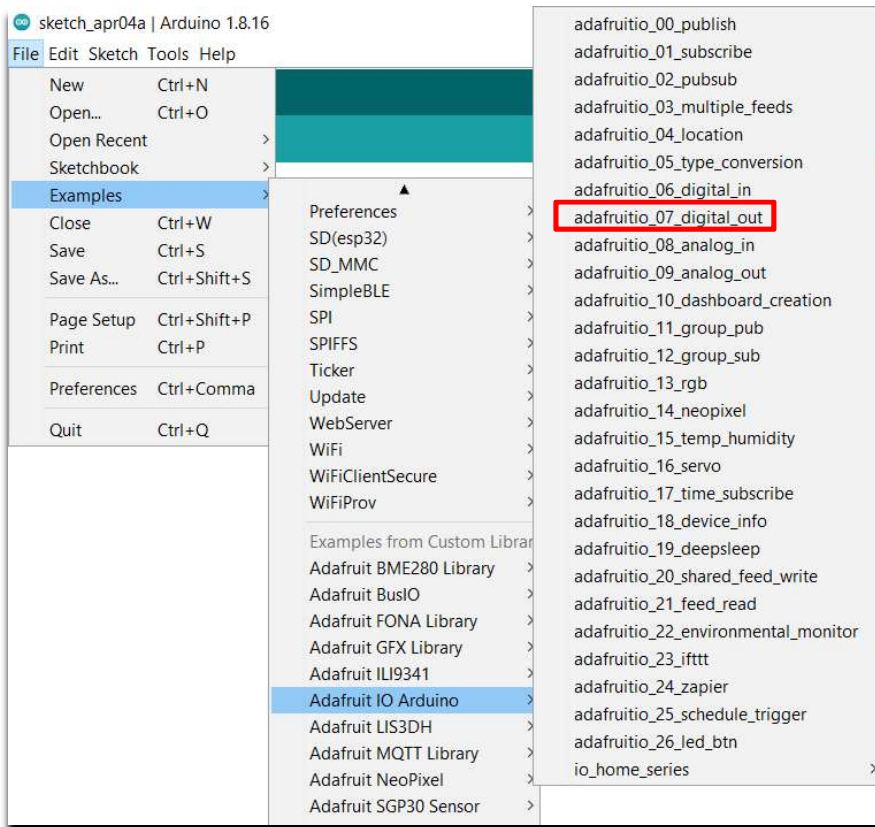 sketch_apr04a | Arduino 1.8.16
File Edit Sketch Tools Help
New Ctrl+N
Open... Ctrl+O
Open Recent >
Sketchbook >
Examples >
Close Ctrl+W
Save Ctrl+S
Save As... Ctrl+Shift+S
Page Setup Ctrl+Shift+P
Print Ctrl+P
Preferences Ctrl+Comma
Quit Ctrl+Q
▲
Preferences >
SD(esp32) >
SD_MMC >
SimpleBLE >
SPI >
SPIFFS >
Ticker >
Update >
WebServer >
WiFi >
WiFiClientSecure >
WiFiProv >
Examples from Custom Librar
Adafruit BME280 Library >
Adafruit BusIO >
Adafruit FONA Library >
Adafruit GFX Library >
Adafruit ILI9341 >
Adafruit IO Arduino >
Adafruit LIS3DH >
Adafruit MQTT Library >
Adafruit NeoPixel >
Adafruit SGP30 Sensor >
adafruitio_00_publish
adafruitio_01_subscribe
adafruitio_02_pubsub
adafruitio_03_multiple_feeds
adafruitio_04_location
adafruitio_05_type_conversion
adafruitio_06_digital_in
adafruitio_07_digital_out
adafruitio_08_analog_in
adafruitio_09_analog_out
adafruitio_10_dashboard_creation
adafruitio_11_group_pub
adafruitio_12_group_sub
adafruitio_13_rgb
adafruitio_14_neopixel
adafruitio_15_temp_humidity
adafruitio_16_servo
adafruitio_17_time_subscribe
adafruitio_18_device_info
adafruitio_19_deepsleep
adafruitio_20_shared_feed_write
adafruitio_21_feed_read
adafruitio_22_environmental_monitor
adafruitio_23_ifttt
adafruitio_24_zapier
adafruitio_25_schedule_trigger
adafruitio_26_led_btn
io_home_series >